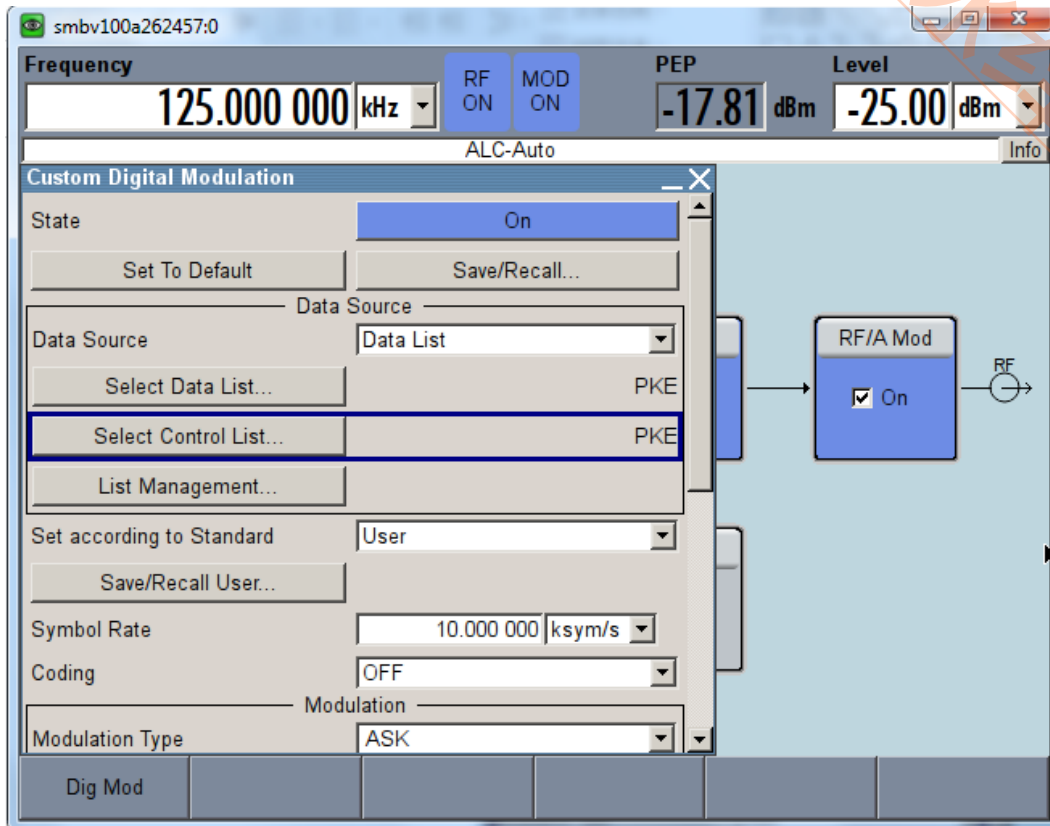 smbv100a262457:0
Frequency
RF ON
MOD ON
PEP
Level
125.000 000 kHz
-17.81 dBm
-25.00 dBm
ALC-Auto
Info
Custom Digital Modulation
State
On
Set To Default
Save/Recall...
Data Source
Data Source
Data List
Select Data List...
PKE
Select Control List...
PKE
List Management...
Set according to Standard
User
Save/Recall User...
Symbol Rate
10.000 000 ksym/s
Coding
OFF
Modulation
Modulation Type
ASK
RF/A Mod
On
RF
Dig Mod